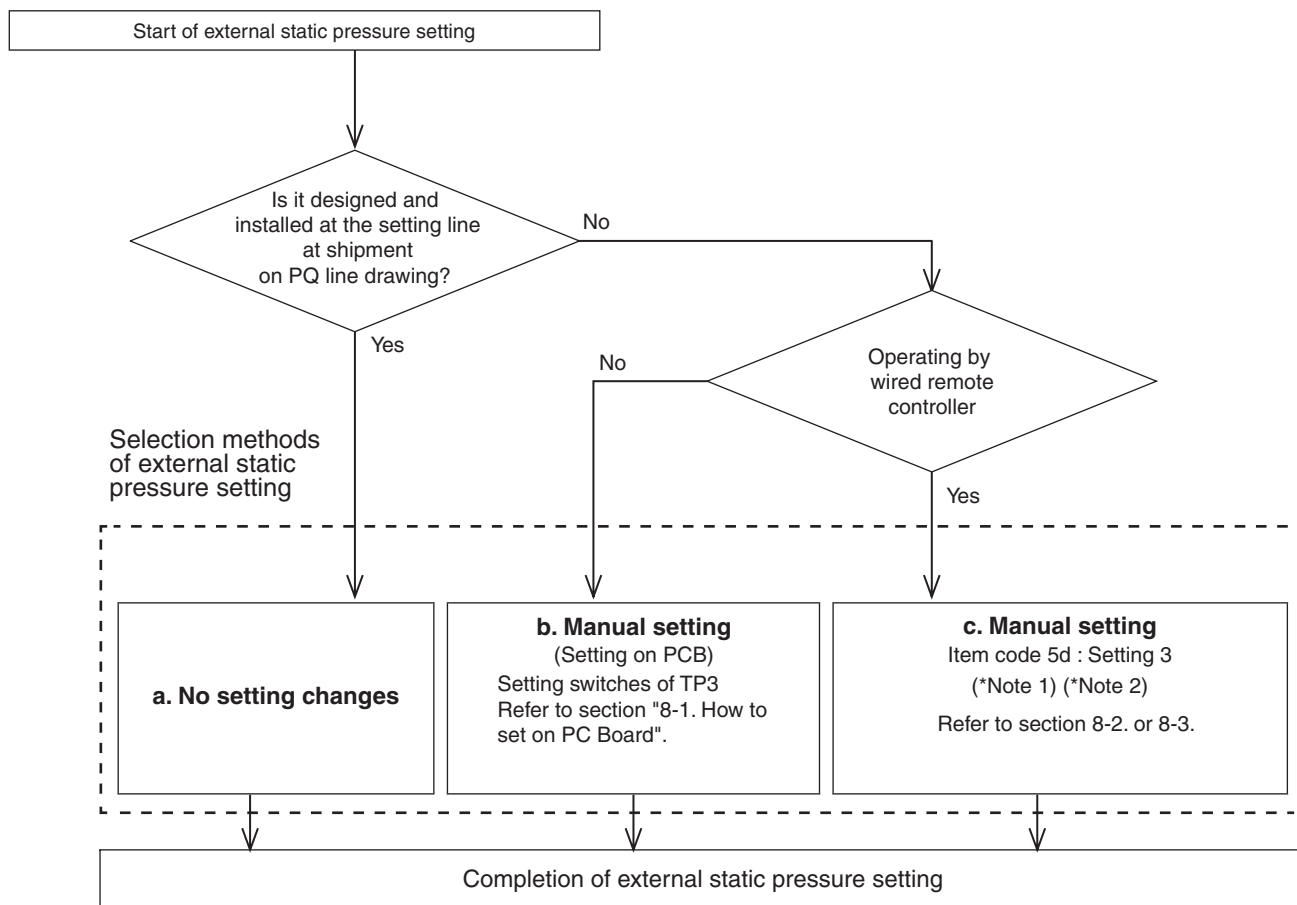 Start of external static pressure setting
Is it designed and
installed at the setting line
at shipment
on PQ line drawing?
No
Yes
Operating by
wired remote
controller
No
Yes
Selection methods
of external static
pressure setting
a. No setting changes
b. Manual setting
(Setting on PCB)
Setting switches of TP3
Refer to section "8-1. How to
set on PC Board".
c. Manual setting
Item code 5d : Setting 3
(*Note 1) (*Note 2)
Refer to section 8-2. or 8-3.
Completion of external static pressure setting